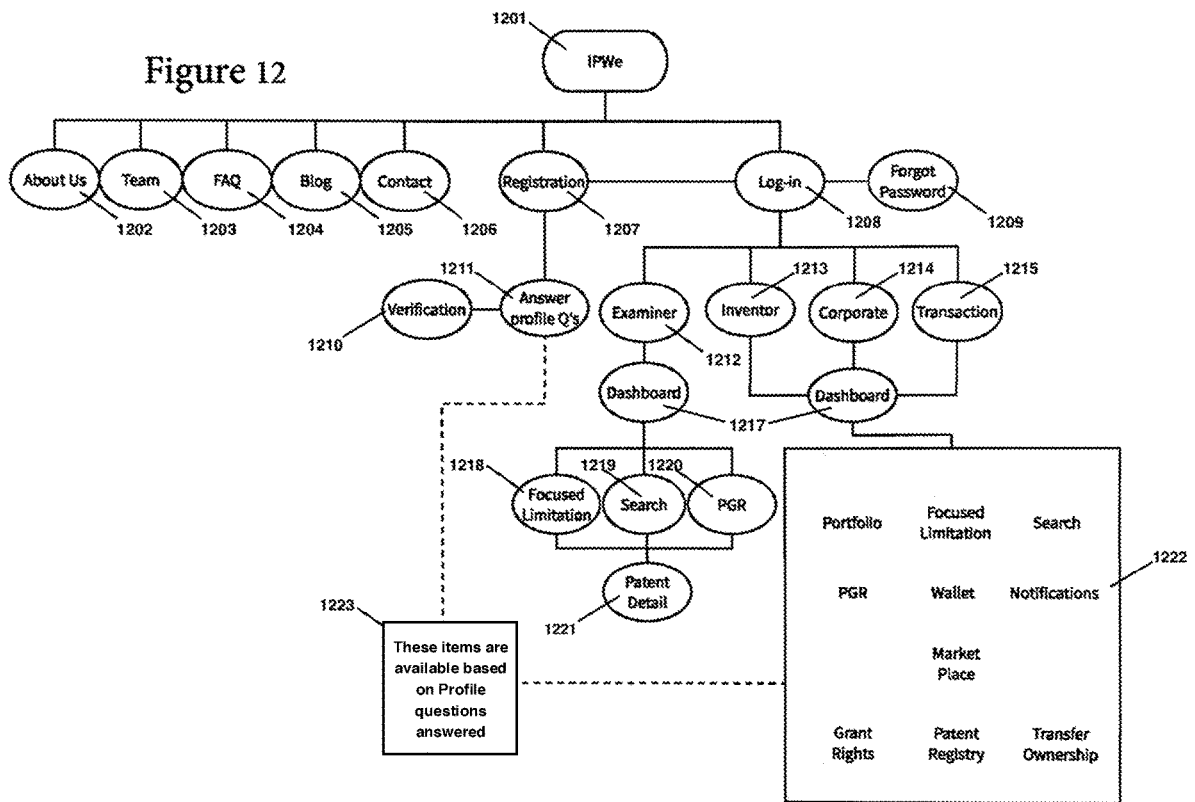 1201
IPWe
Figure 12
About Us
Team
FAQ
Blog
Contact
Registration
Log-in
Forgot
Password
1202
1203
1204
1205
1206
1207
1208
1209
1211
1213
1214
1215
Verification
Answer
profile Q's
Examiner
Inventor
Corporate
Transaction
1210
1212
Dashboard
Dashboard
1217
1218
1219
1220
Focused
Limitation
Search
PGR
Patent
Detail
1221
Portfolio
Focused
Limitation
Search
1222
PGR
Wallet
Notifications
Market
Place
Grant
Rights
Patent
Registry
Transfer
Ownership
1223
These items are
available based
on Profile
questions
answered